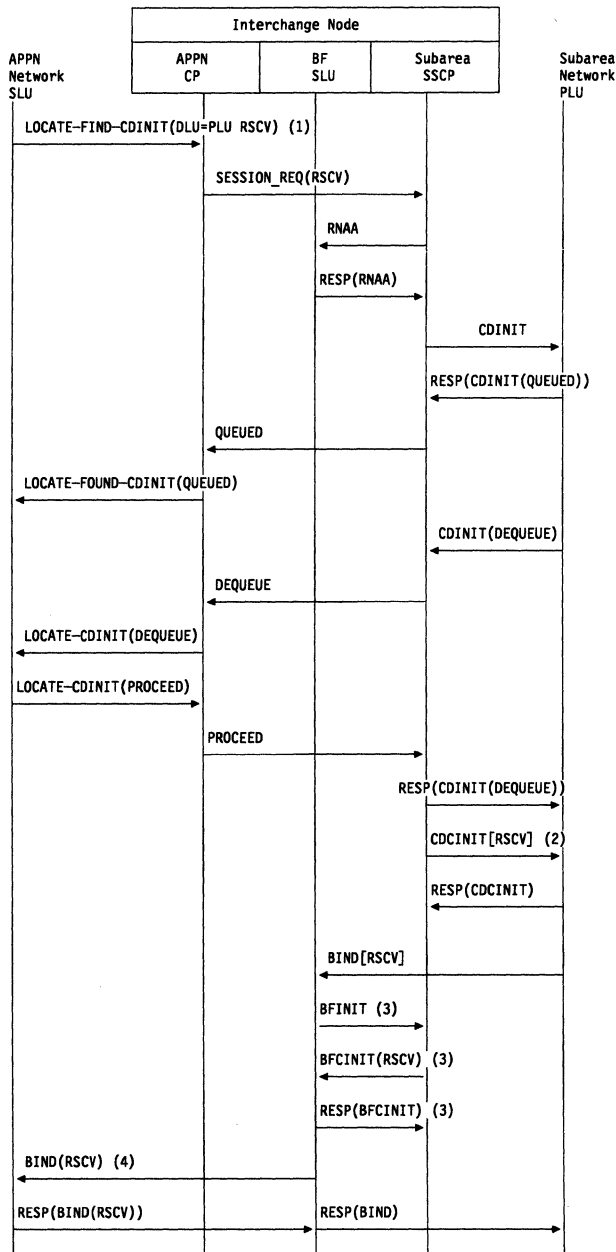 Interchange Node
APPN
Network
SLU
APPN
CP
BF
SLU
Subarea
SSCP
Subarea
Network
PLU
LOCATE—FIND—CDINIT(DLU=PLU RSCV) (1)
SESSION_REQ(RSCV)
RNAA
RESP(RNAA)
CDINIT
RESP(CDINIT(QUEUED))
QUEUED
LOCATE—FOUND—CDINIT(QUEUED)
CDINIT(DEQUEUE)
DEQUEUE
LOCATE—CDINIT(DEQUEUE)
LOCATE—CDINIT(PROCEED)
PROCEED
RESP(CDINIT(DEQUEUE))
CDCINIT[RSCV] (2)
RESP(CDCINIT)
BIND[RSCV]
BFINIT (3)
BFCINIT(RSCV) (3)
RESP(BFCINIT) (3)
BIND(RSCV) (4)
RESP(BIND(RSCV))
RESP(BIND)